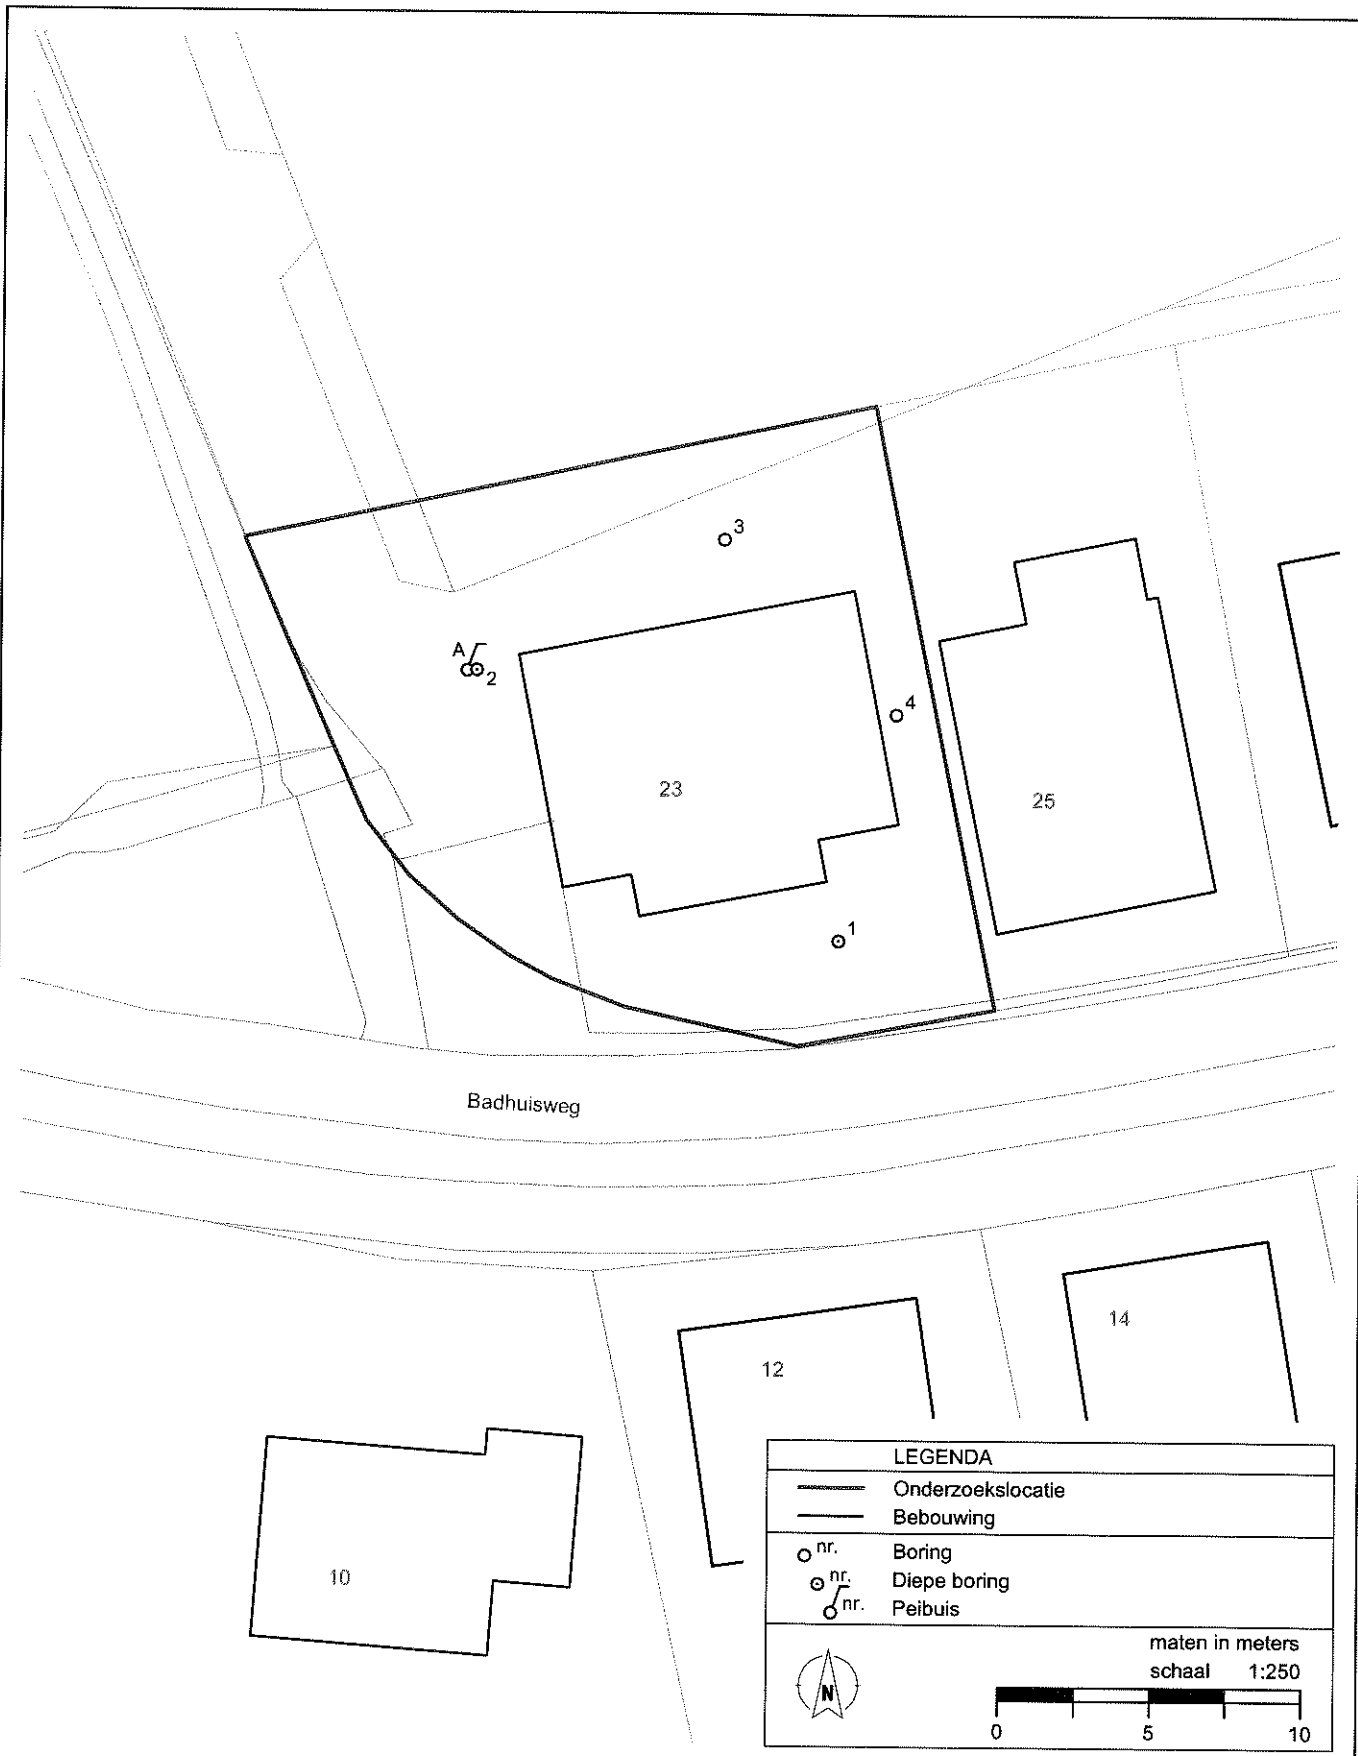 3
A
2
4
23
25
1
Badhuisweg
14
12
10
LEGENDA
Onderzoekslocatie
Bebouwing
nr. Boring
nr. Diepe boring
nr. Peilbuis
maten in meters
schaal 1:250
N
0 5 10